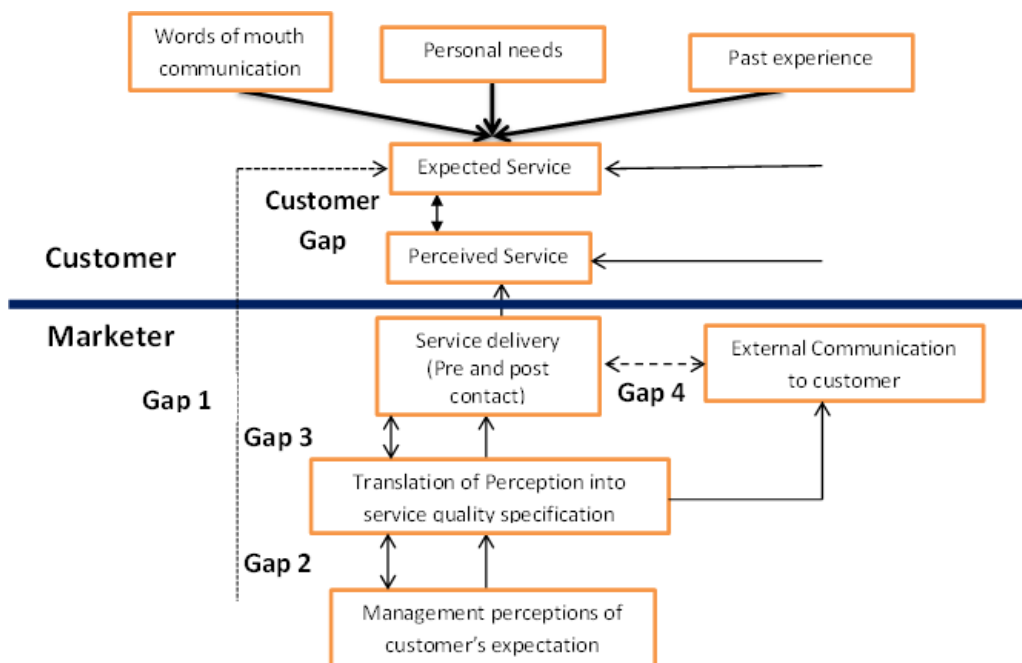 Words of mouth
communication
Personal needs
Past experience
Expected Service
Customer
Gap
Perceived Service
Customer
Marketer
Service delivery
(Pre and post
contact)
External Communication
to customer
Gap 4
Gap 1
Gap 3
Translation of Perception into
service quality specification
Gap 2
Management perceptions of
customer's expectation